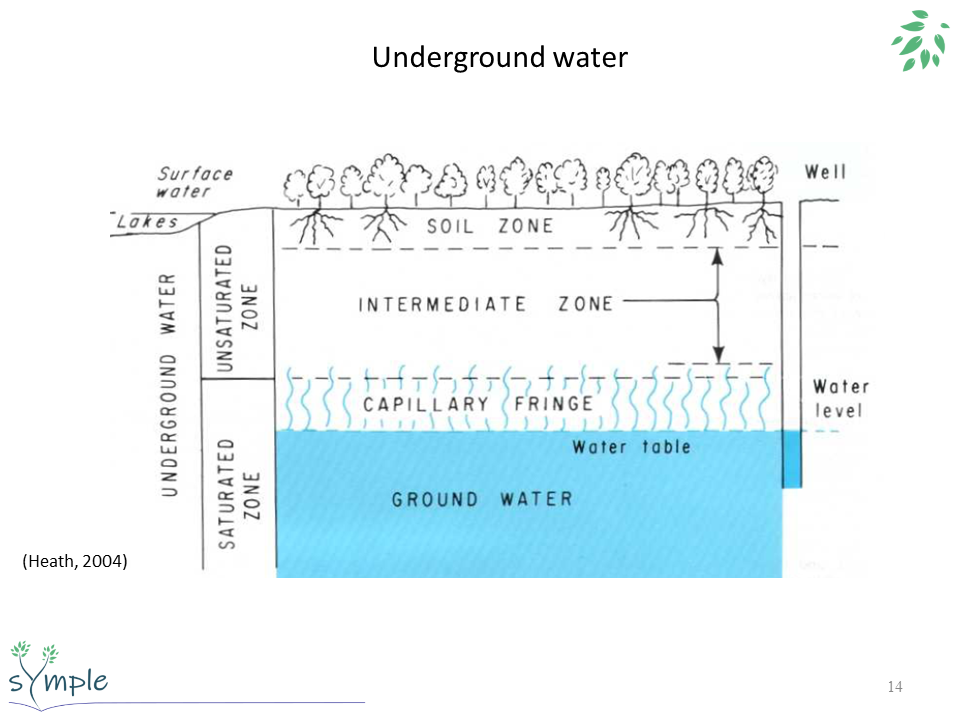 Underground water
Surface
water
Lakes
Well
SOIL ZONE
UNDERGROUND WATER
UNSATURATED
ZONE
INTERMEDIATE ZONE
CAPILLARY FRINGE
Water
level
Water table
SATURATED
ZONE
GROUND WATER
(Heath, 2004)
sYmple
14